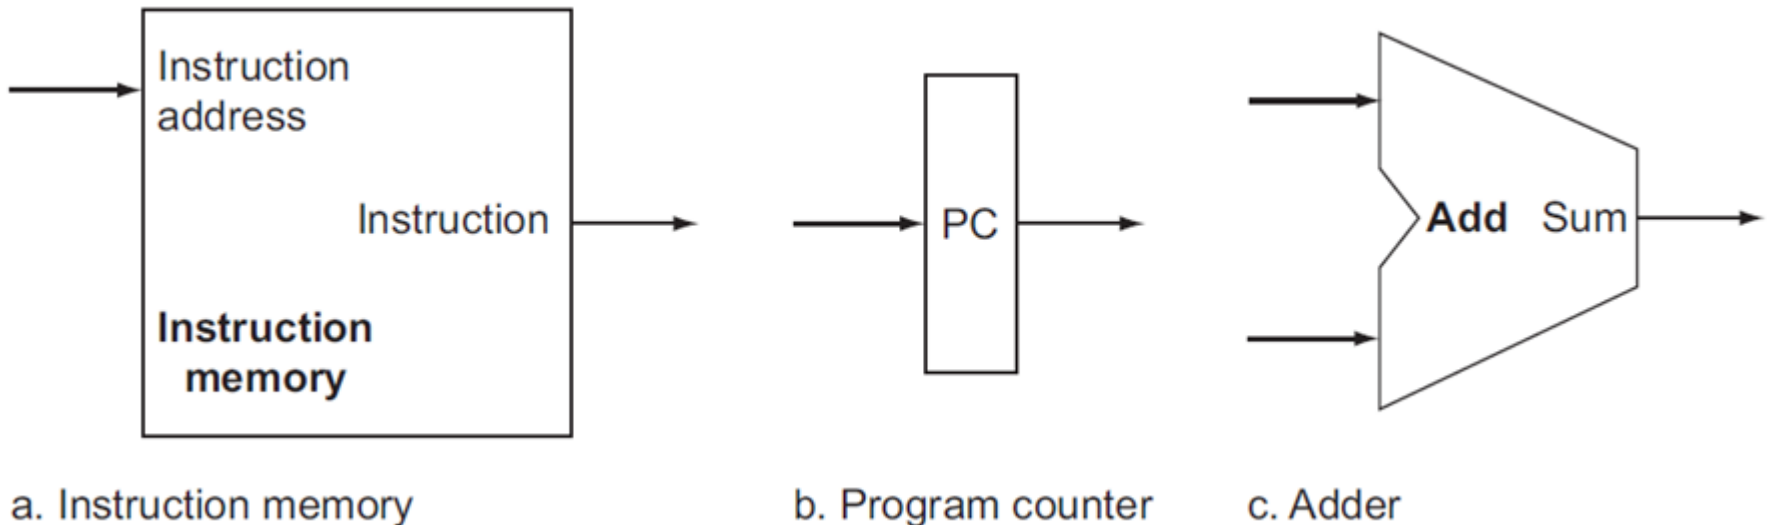 Instruction
address
Instruction
Instruction
memory
PC
Add Sum
a. Instruction memory
b. Program counter
c. Adder